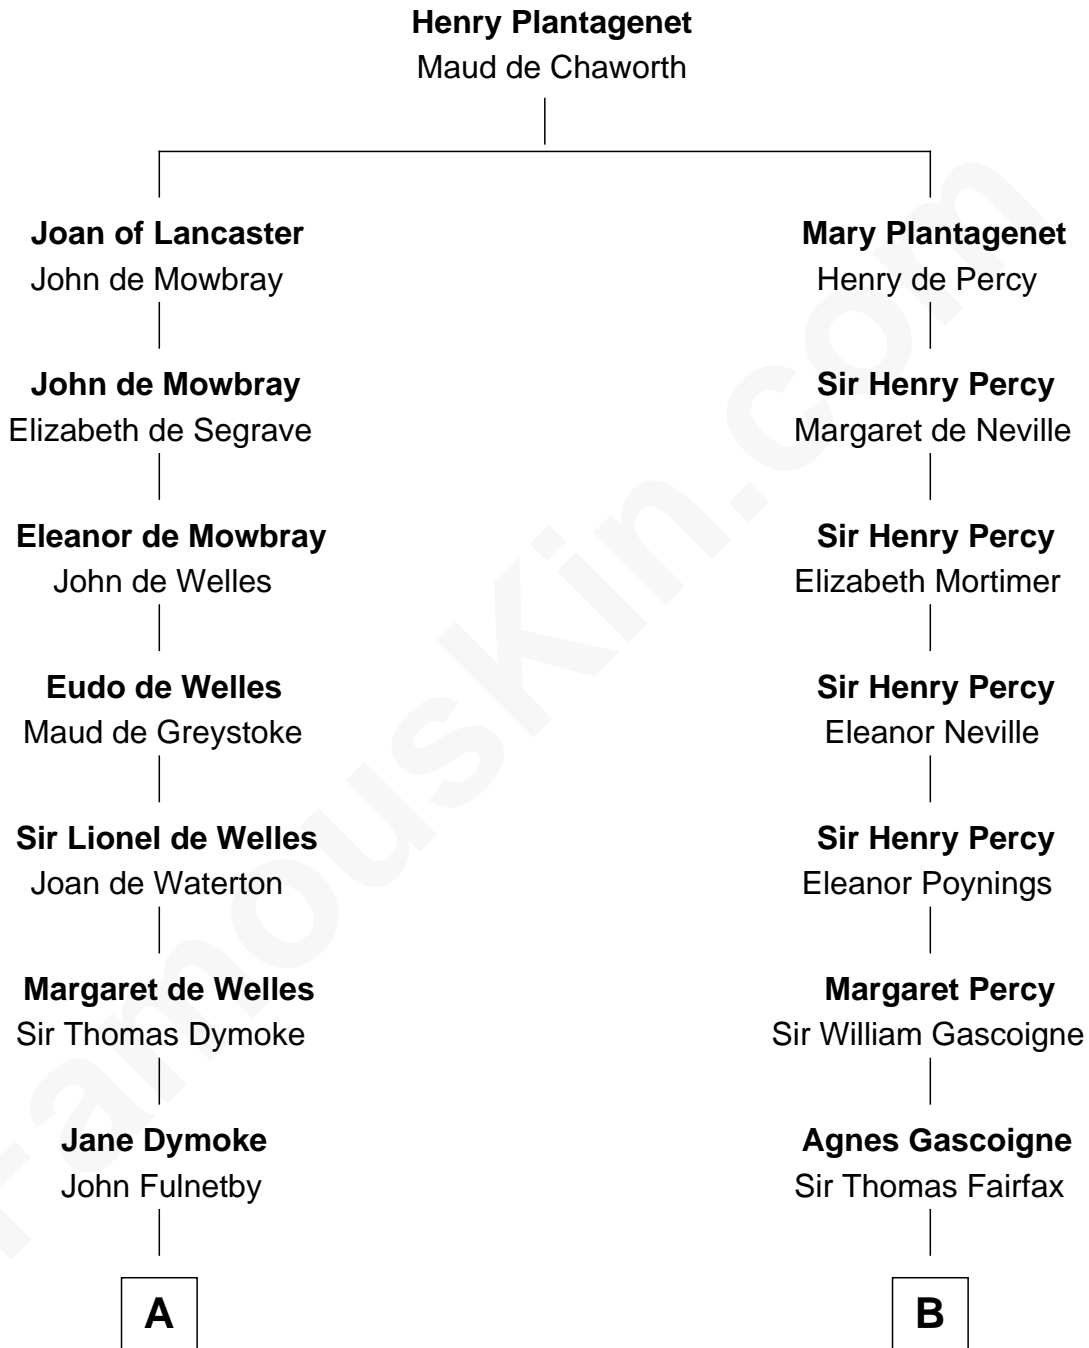 Henry Plantagenet
Maud de Chaworth
Joan of Lancaster
John de Mowbray
John de Mowbray
Elizabeth de Segrave
Eleanor de Mowbray
John de Welles
Eudo de Welles
Maud de Greystoke
Sir Lionel de Welles
Joan de Waterton
Margaret de Welles
Sir Thomas Dymoke
Jane Dymoke
John Fulnetby
A
Mary Plantagenet
Henry de Percy
Sir Henry Percy
Margaret de Neville
Sir Henry Percy
Elizabeth Mortimer
Sir Henry Percy
Eleanor Neville
Sir Henry Percy
Eleanor Poynings
Margaret Percy
Sir William Gascoigne
Agnes Gascoigne
Sir Thomas Fairfax
B
FamousKin.com